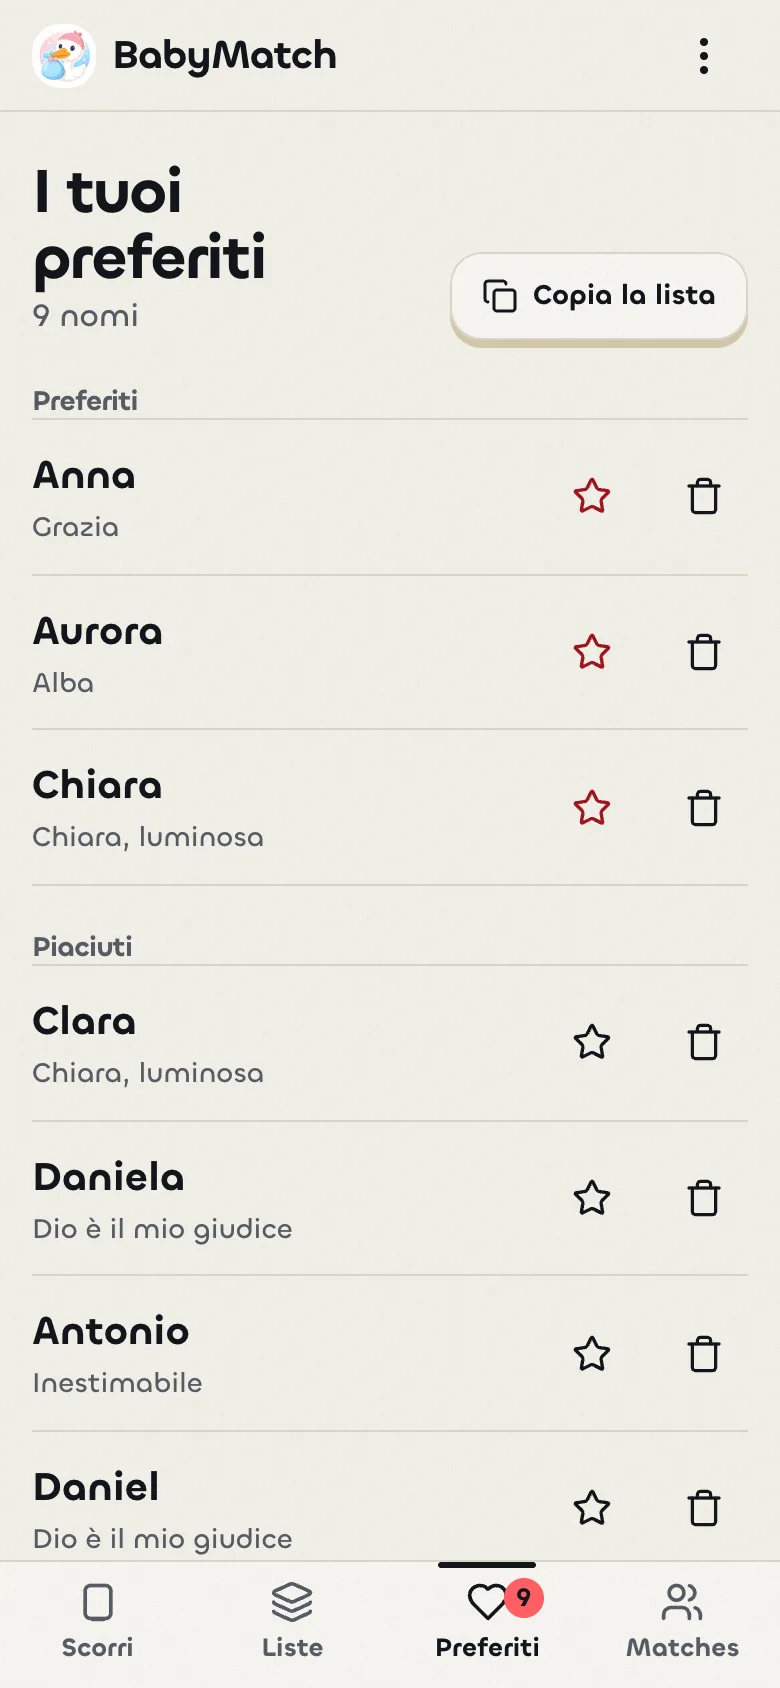 BabyMatch
I tuoi
preferiti
9 nomi
Copia la lista
Preferiti
Anna
Grazia
Aurora
Alba
Chiara
Chiara, luminosa
Piaciuti
Clara
Chiara, luminosa
Daniela
Dio è il mio giudice
Antonio
Inestimabile
Daniel
Dio è il mio giudice
9
Scorri
Liste
Preferiti
Matches